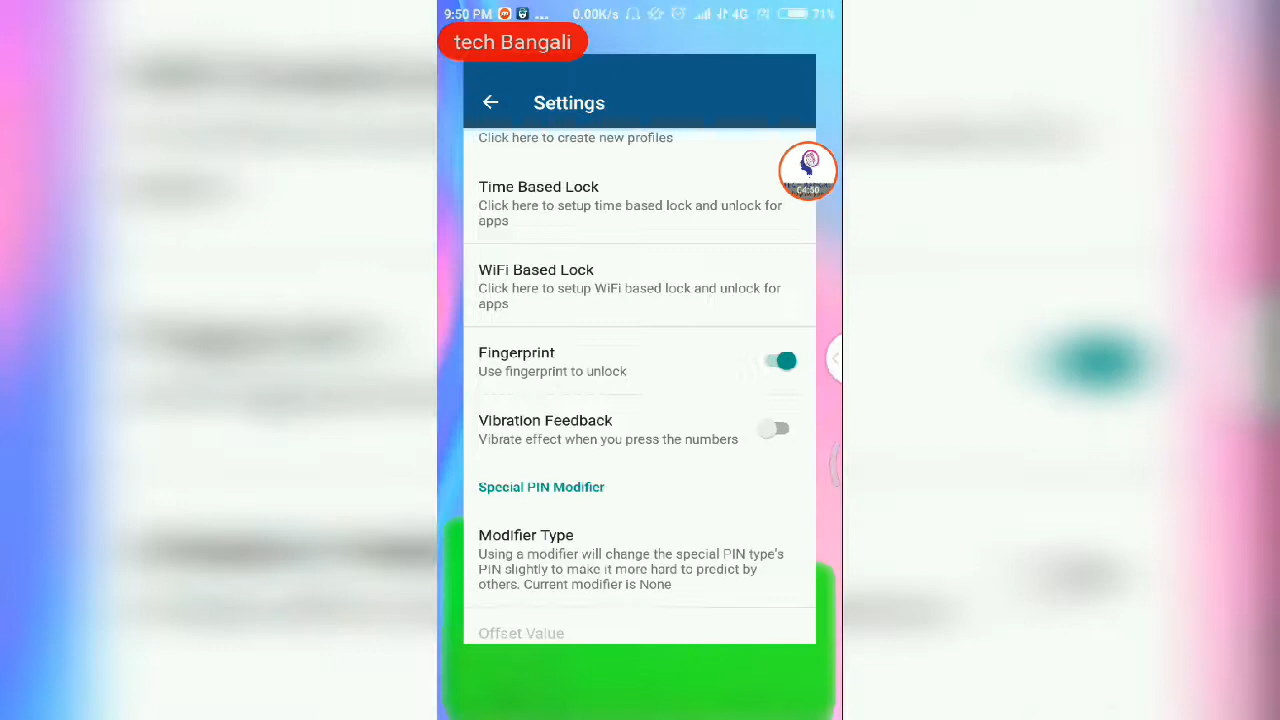 9:50 PM ... 0.00K/s 4G 71%
tech Bangali
Settings
Click here to create new profiles
04:50
Time Based Lock
Click here to setup time based lock and unlock for
apps
WiFi Based Lock
Click here to setup WiFi based lock and unlock for
apps
Fingerprint
Use fingerprint to unlock
Vibration Feedback
Vibrate effect when you press the numbers
Special PIN Modifier
Modifier Type
Using a modifier will change the special PIN type's
PIN slightly to make it more hard to predict by
others. Current modifier is None
Offset Value